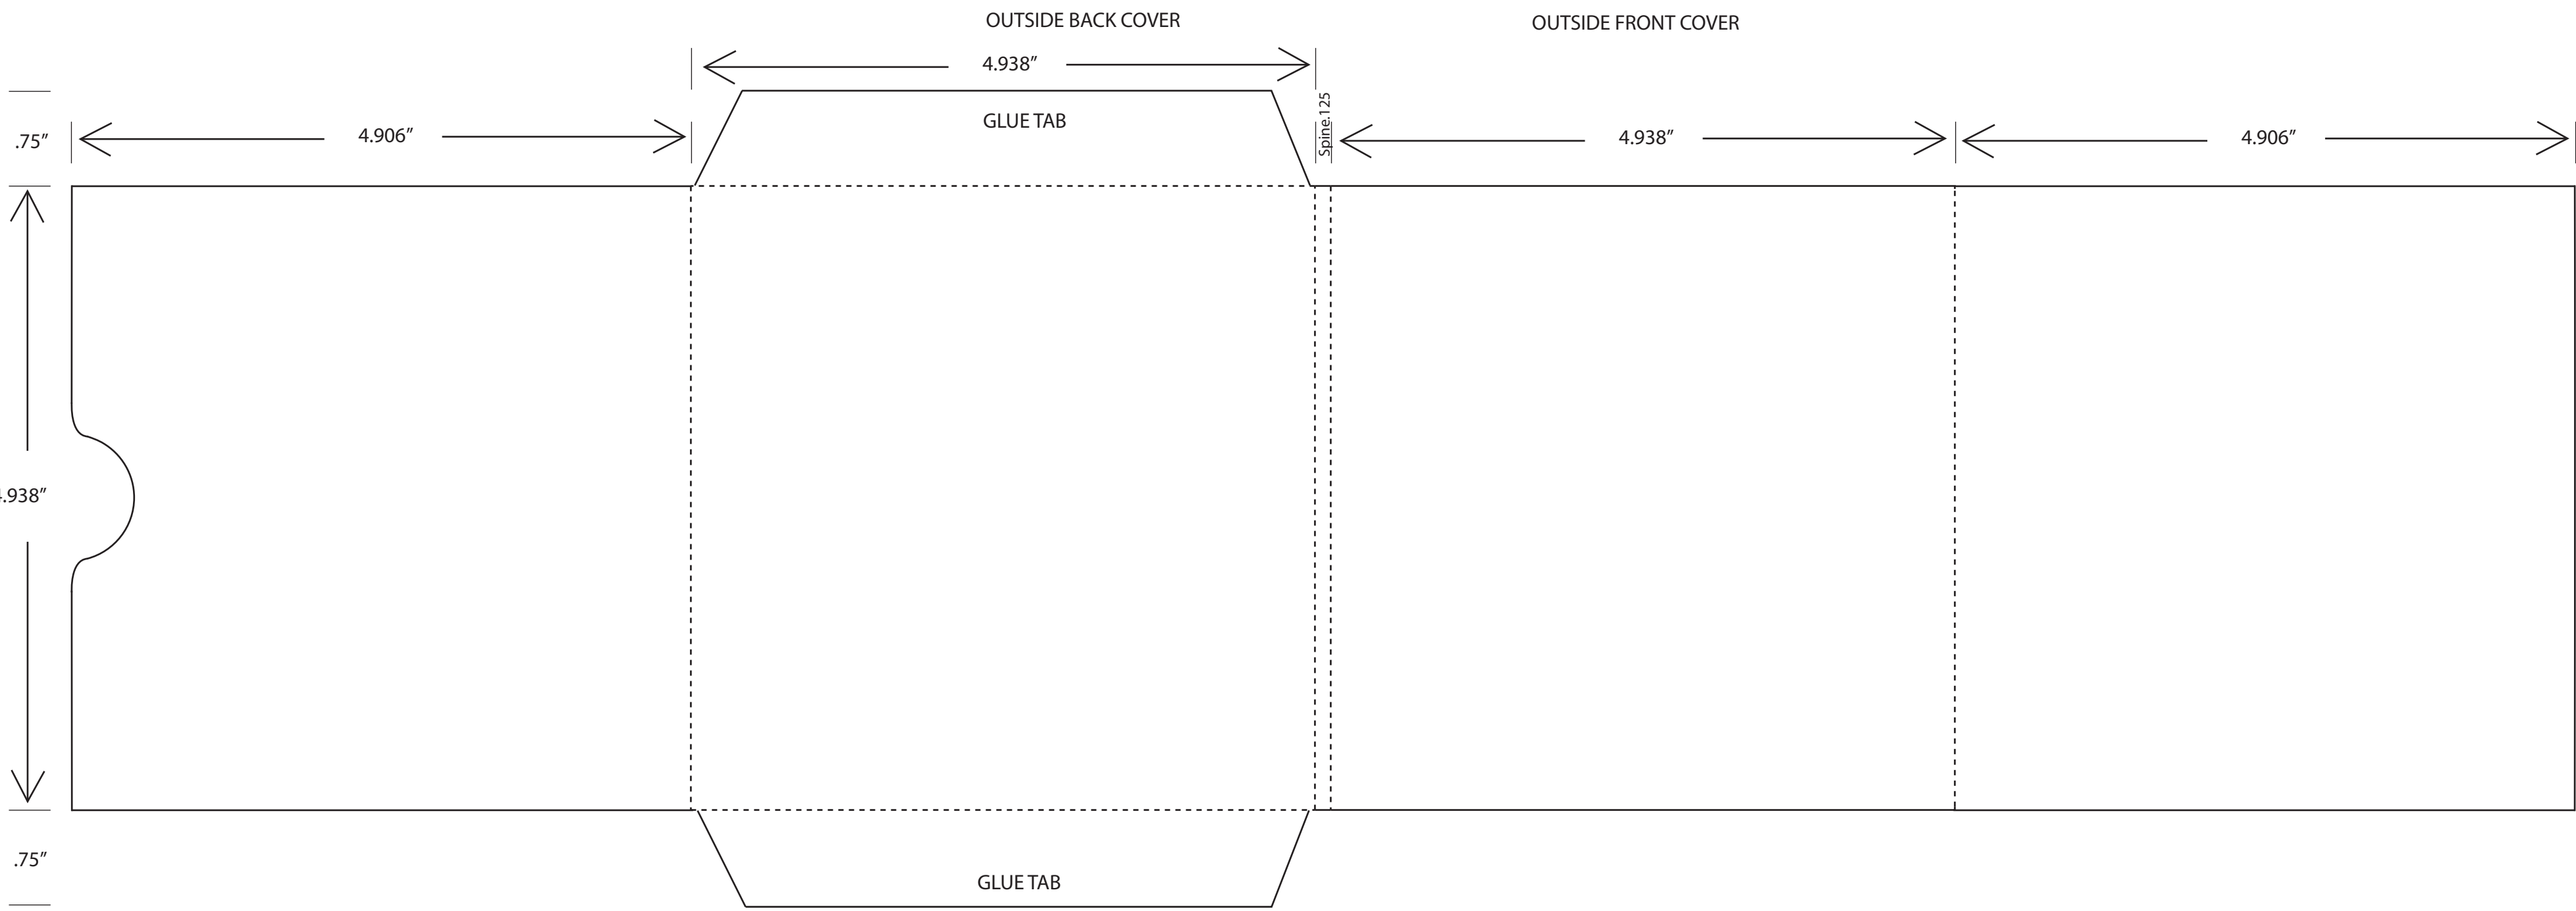 OUTSIDE BACK COVER
OUTSIDE FRONT COVER
4.938″
GLUE TAB
Spine.125
.75″
4.906″
4.938″
4.906″
.938″
.75″
GLUE TAB